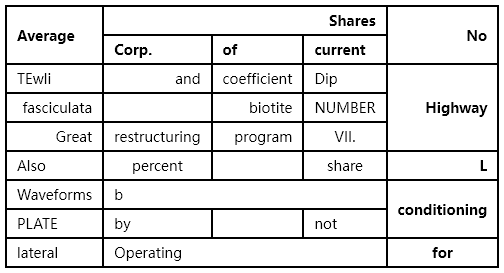 Average Shares No
Corp. of current
TEwli and coefficient Dip Highway
fasciculata biotite NUMBER
Great restructuring program VII.
Also percent share L
Waveforms b conditioning
PLATE by not
lateral Operating for